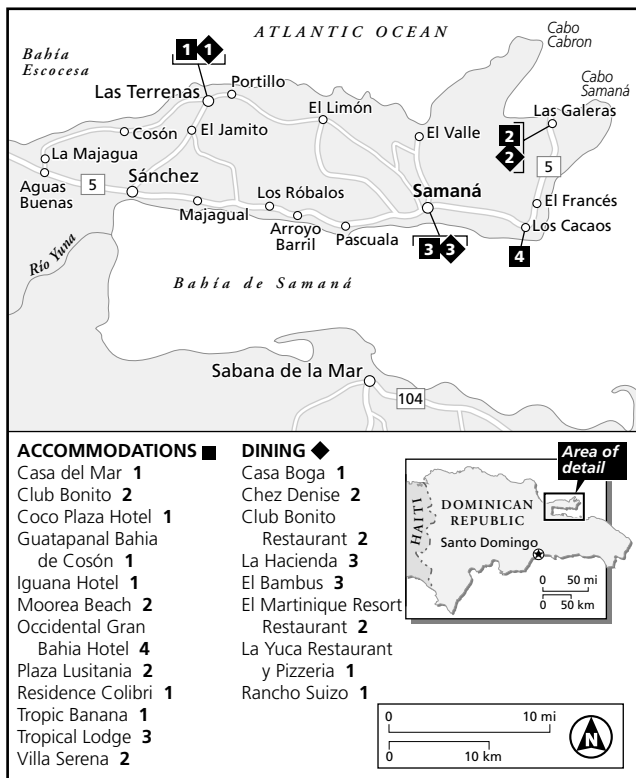 ATLANTIC OCEAN
Cabo
Cabron
Bahía
Escocesa
1 1
Cabo
Samaná
Las Terrenas
Portillo
El Limón
Las Galeras
Cosón
El Jamito
El Valle
2
2
La Majagua
5
Aguas
Buenas
5
Sánchez
Los Róbalos
Samaná
El Francés
Majagual
Arroyo
Barril
Pascuala
Los Cacaos
3 3
4
Río Yuna
Bahía de Samaná
Sabana de la Mar
104
ACCOMMODATIONS
Casa del Mar 1
Club Bonito 2
Coco Plaza Hotel 1
Guatapanal Bahia
de Cosón 1
Iguana Hotel 1
Moorea Beach 2
Occidental Gran
Bahia Hotel 4
Plaza Lusitania 2
Residence Colibri 1
Tropic Banana 1
Tropical Lodge 3
Villa Serena 2
DINING
Casa Boga 1
Chez Denise 2
Club Bonito
Restaurant 2
La Hacienda 3
El Bambus 3
El Martinique Resort
Restaurant 2
La Yuca Restaurant
y Pizzeria 1
Rancho Suizo 1
Area of
detail
HAITI
DOMINICAN
REPUBLIC
Santo Domingo
0 50 mi
0 50 km
0 10 mi
0 10 km
N